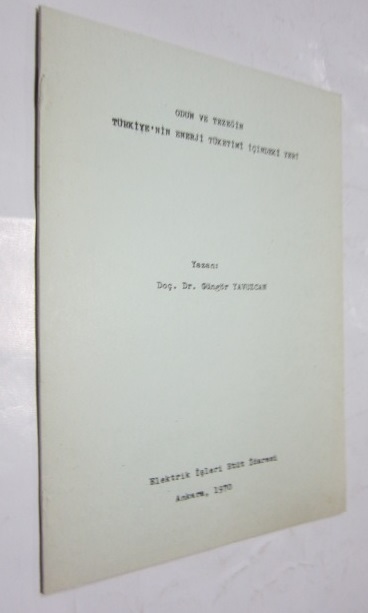 ODUN VE TEZEĞİN
TÜRKİYE'NİN ENERJİ TÜKETİMİ İÇİNDEKİ YERİ
Yazan:
Doç. Dr. Güngör YAVUZCAN
Elektrik İşleri Etüt İdaresi
Ankara, 1970